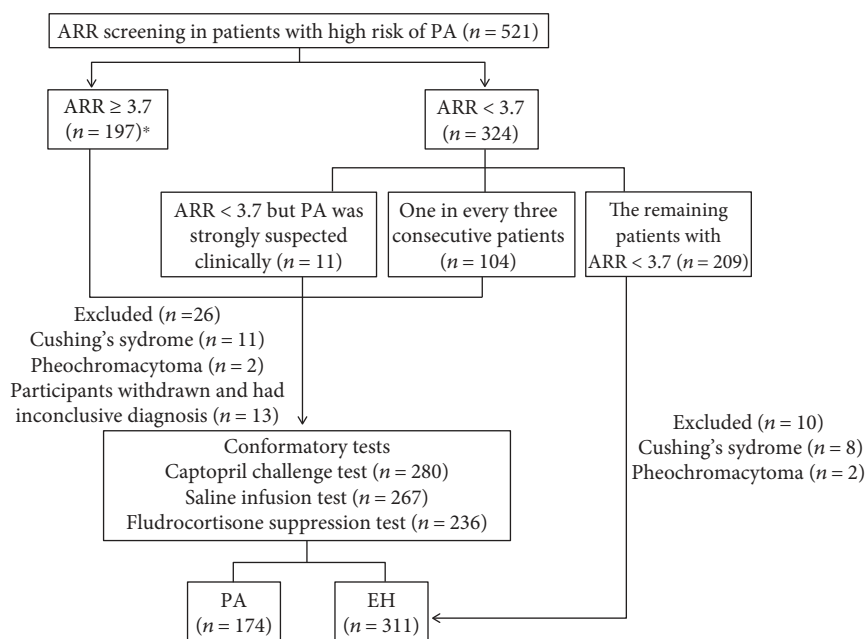 ARR screening in patients with high risk of PA (n = 521)
ARR ≥ 3.7
(n = 197)*
ARR < 3.7
(n = 324)
ARR < 3.7 but PA was
strongly suspected
clinically (n = 11)
One in every three
consecutive patients
(n = 104)
The remaining
patients with
ARR < 3.7 (n = 209)
Excluded (n =26)
Cushing's sydrome (n = 11)
Pheochromacytoma (n = 2)
Participants withdrawn and had
inconclusive diagnosis (n = 13)
Excluded (n = 10)
Cushing's sydrome (n = 8)
Pheochromacytoma (n = 2)
Conformatory tests
Captopril challenge test (n = 280)
Saline infusion test (n = 267)
Fludrocortisone suppression test (n = 236)
PA
(n = 174)
EH
(n = 311)